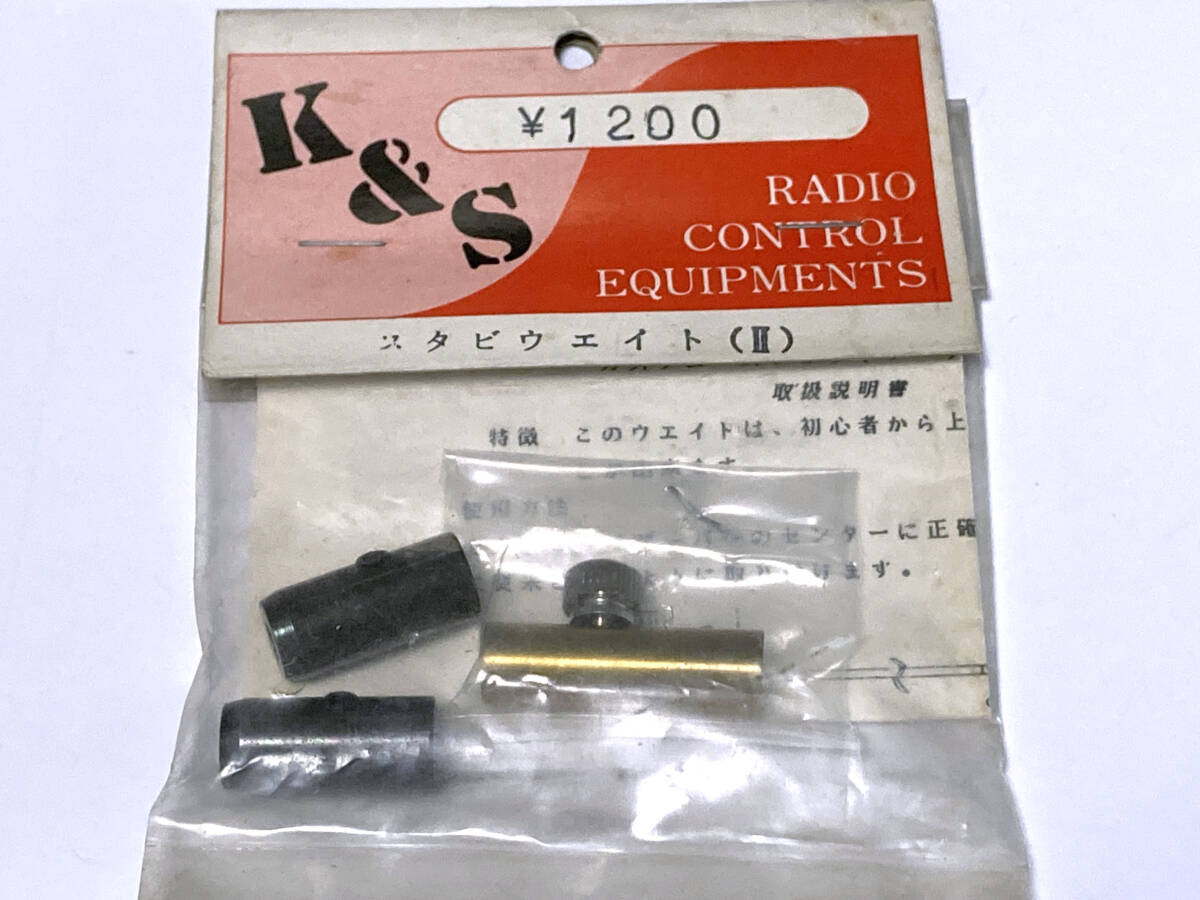 K&S
¥1200
RADIO
CONTROL
EQUIPMENTS
スタビウエイト(Ⅱ)
取扱説明書
特徴 このウエイトは、初心者から上
使用方法
のセンターに正確
に取り付けます。